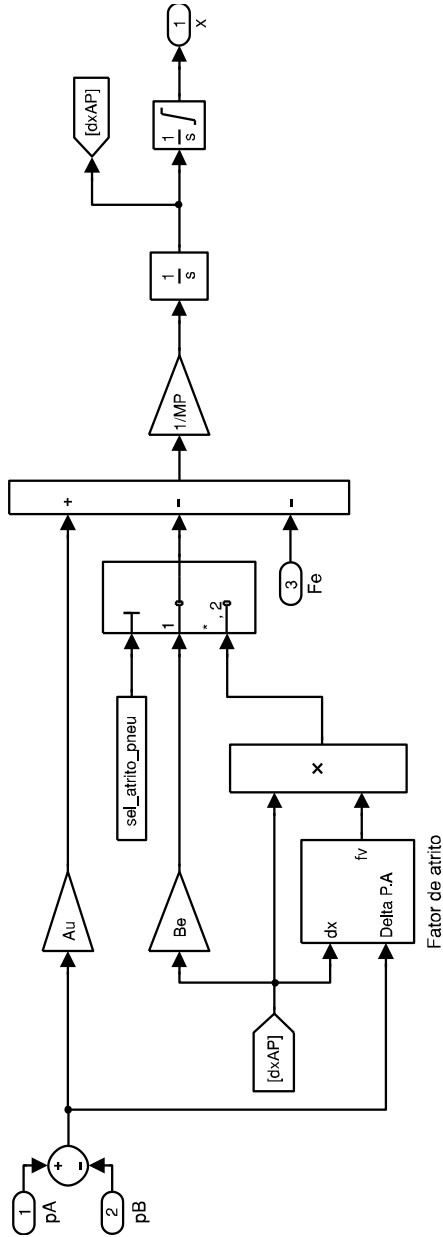 1
pA
2
pB
+
-
Au
Be
[dxAP]
dx
Delta P.A
fv
Fator de atrito
×
sel_atrito_pneu
1
*, 2
3
Fe
+
-
-
1/MP
1
s
[dxAP]
1
s
1
x